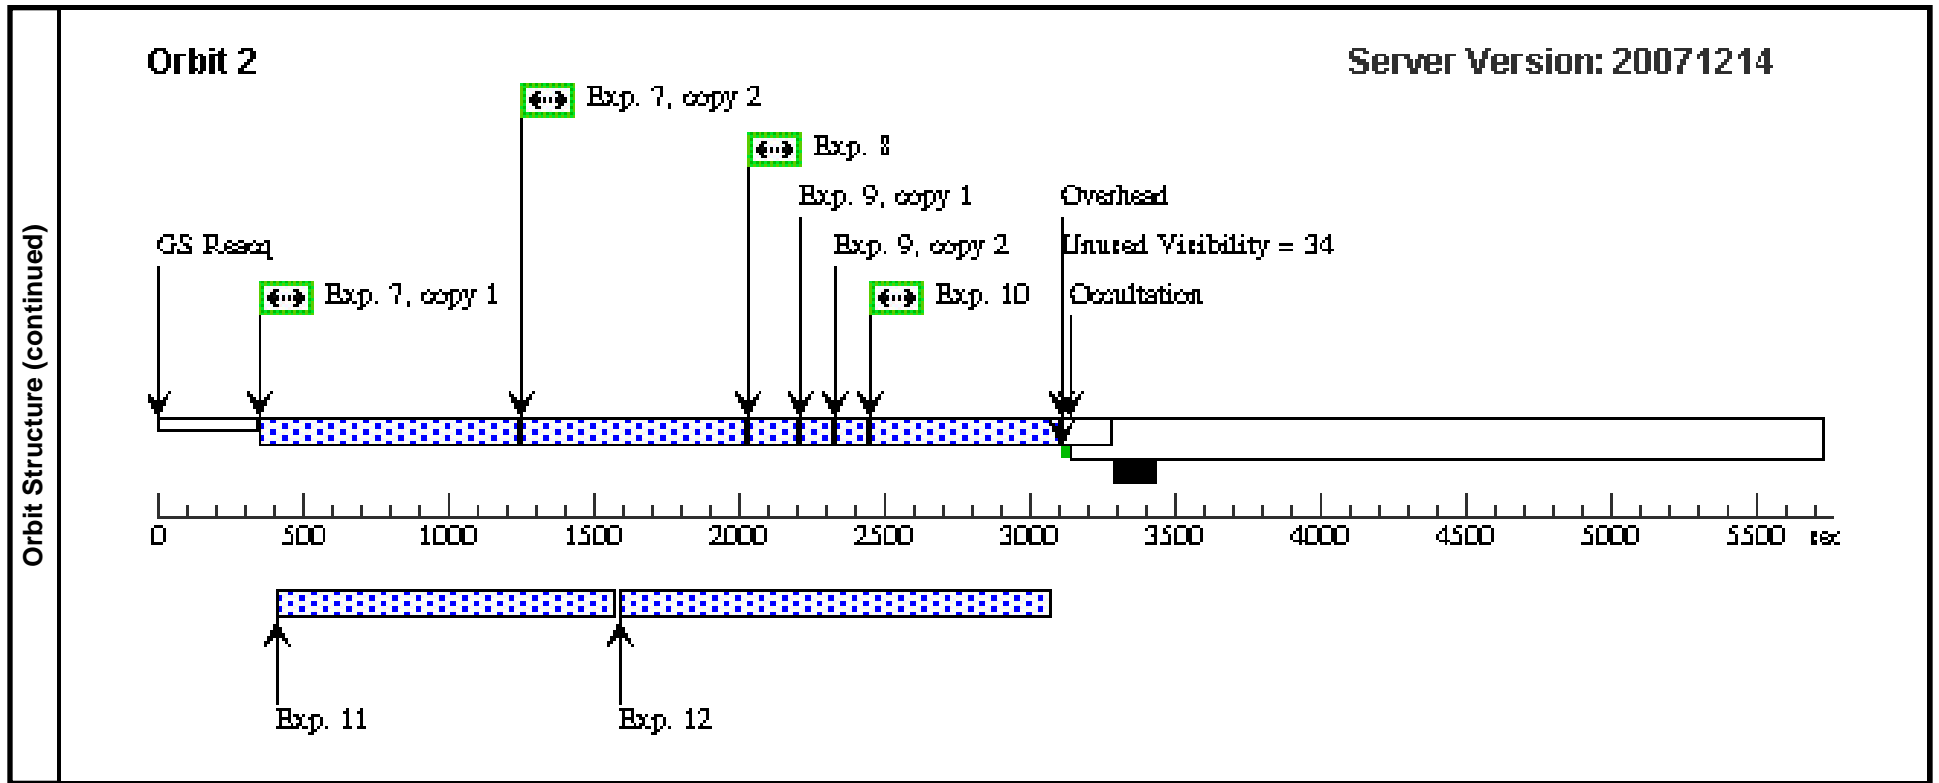 Orbit Structure (continued)
Orbit 2
Server Version: 20071214
Exp. 7, copy 2
Exp. 8
Exp. 9, copy 1
Overhead
GS Reacq
Exp. 9, copy 2
Unused Visibility = 34
Exp. 7, copy 1
Exp. 10
Occultation
0 500 1000 1500 2000 2500 3000 3500 4000 4500 5000 5500 sec
Exp. 11
Exp. 12